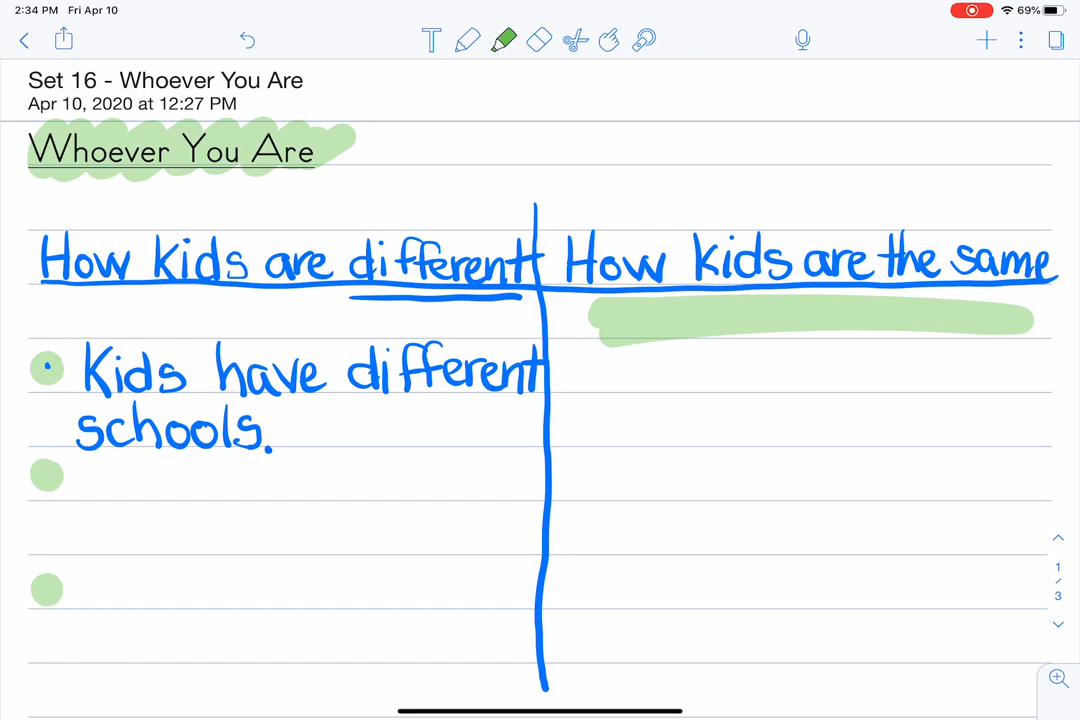 2:34 PM Fri Apr 10
69%
T
Set 16 - Whoever You Are
Apr 10, 2020 at 12:27 PM
Whoever You Are
How kids are different
How kids are the same
• Kids have different
schools.
1
/
3